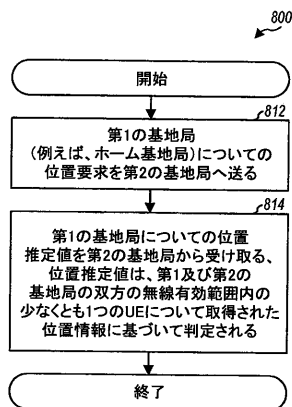 800
開始
812
第1の基地局
(例えば、ホーム基地局)についての
位置要求を第2の基地局へ送る
814
第1の基地局についての位置
推定値を第2の基地局から受け取る、
位置推定値は、第1及び第2の
基地局の双方の無線有効範囲内の
少なくとも1つのUEについて取得された
位置情報に基づいて判定される
終了